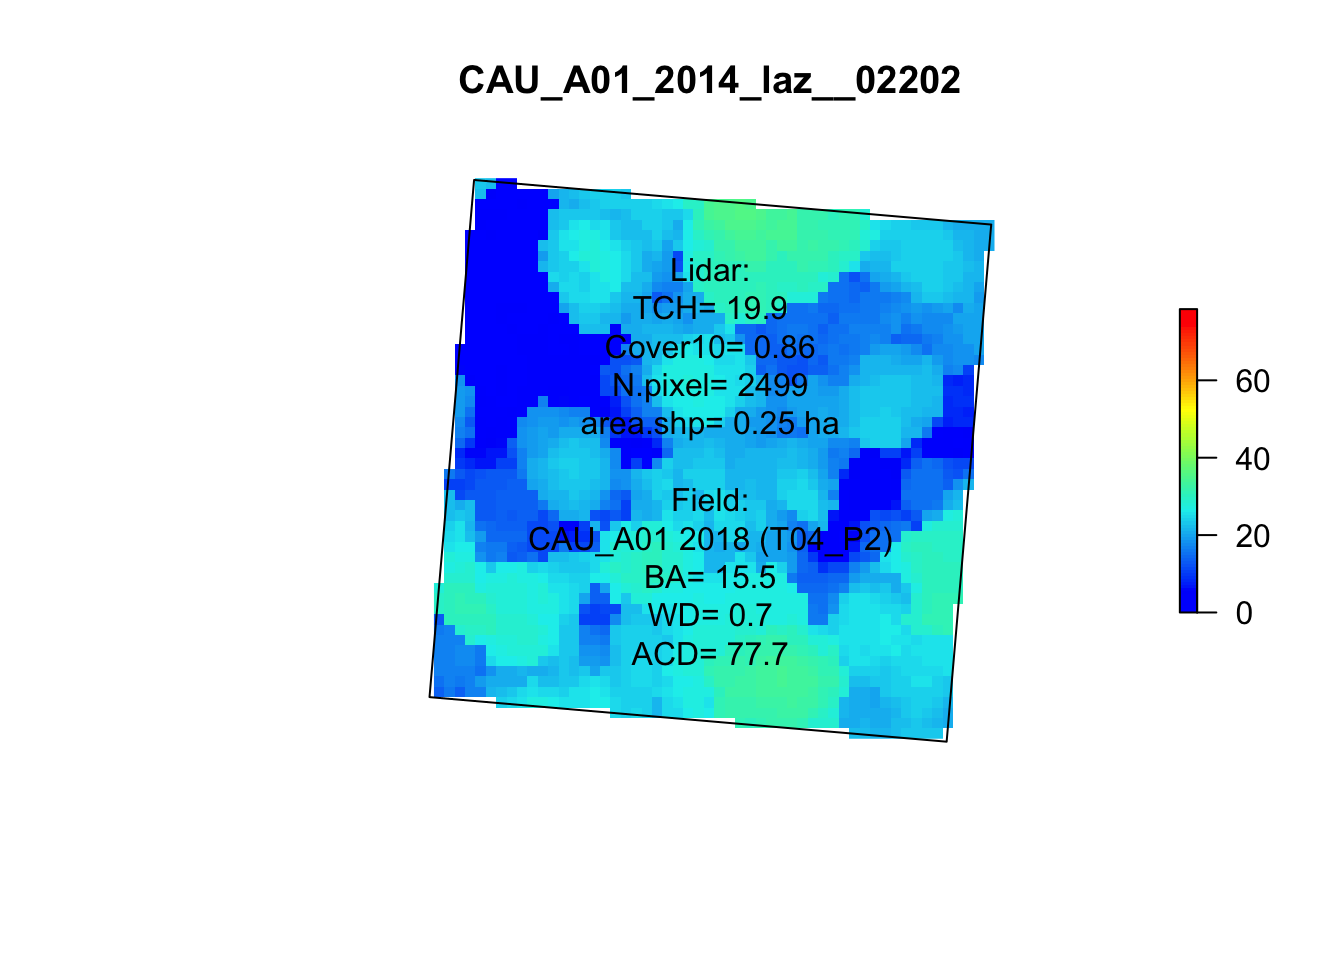 CAU_A01_2014_laz__02202
Lidar:
TCH= 19.9
Cover10= 0.86
N.pixel= 2499
area.shp= 0.25 ha
Field:
CAU_A01 2018 (T04_P2)
BA= 15.5
WD= 0.7
ACD= 77.7
60
40
20
0